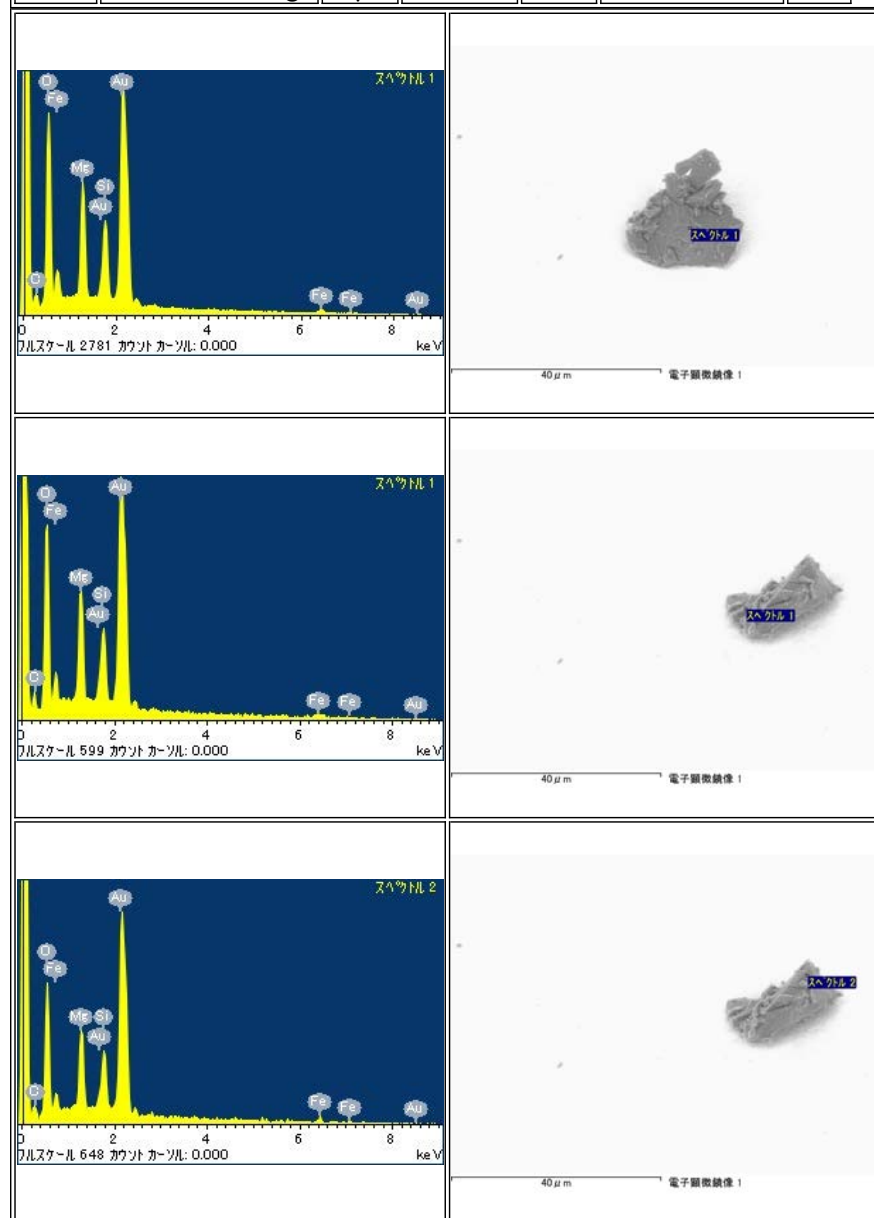 スペクトル 1
O
Fe
Au
Mg
Si
Au
C
Fe
Fe
Au
0 2 4 6 8
フルスケール 2781 カウント カーソル: 0.000 keV
スペクトル 1
40μm 電子顕微鏡像 1
スペクトル 1
O
Fe
Au
Mg
Si
Au
C
Fe
Fe
Au
0 2 4 6 8
フルスケール 599 カウント カーソル: 0.000 keV
スペクトル 1
40μm 電子顕微鏡像 1
スペクトル 2
Au
O
Fe
Mg
Si
Au
C
Fe
Fe
Au
0 2 4 6 8
フルスケール 648 カウント カーソル: 0.000 keV
スペクトル 2
40μm 電子顕微鏡像 1